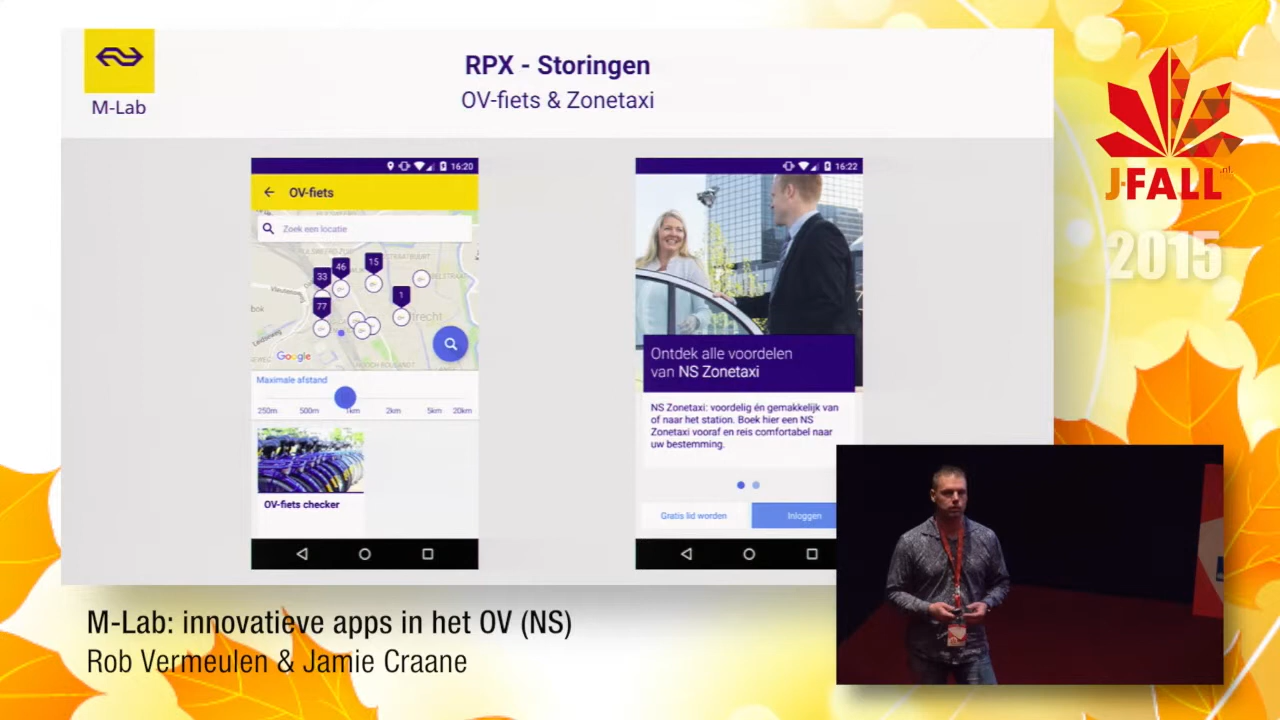 M-Lab
RPX - Storingen
OV-fiets & Zonetaxi
16:20
OV-fiets
Zoek een locatie
33
46
15
1
77
Google
Maximale afstand
250m 500m 1km 2km 5km 20km
OV-fiets checker
16:22
Ontdek alle voordelen
van NS Zonetaxi
NS Zonetaxi: voordelig én gemakkelijk van
of naar het station. Boek hier een NS
Zonetaxi vooraf en reis comfortabel naar
uw bestemming.
Gratis lid worden
Inloggen
J-FALL
.nl
2015
M-Lab: innovatieve apps in het OV (NS)
Rob Vermeulen & Jamie Craane